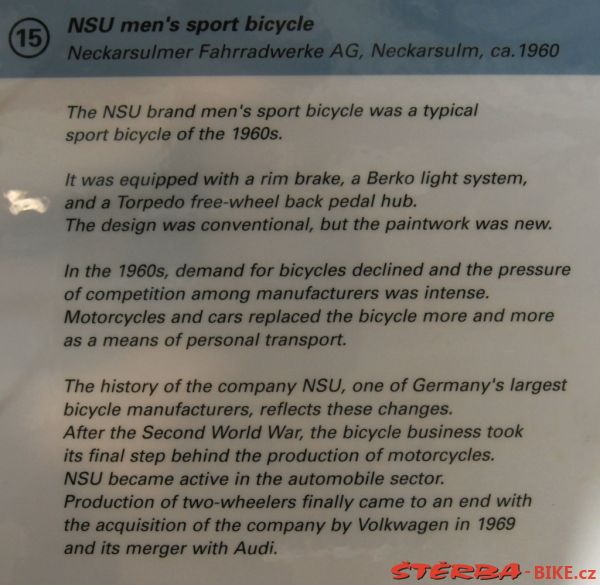 15
NSU men's sport bicycle
Neckarsulmer Fahrradwerke AG, Neckarsulm, ca.1960
The NSU brand men's sport bicycle was a typical
sport bicycle of the 1960s.
It was equipped with a rim brake, a Berko light system,
and a Torpedo free-wheel back pedal hub.
The design was conventional, but the paintwork was new.
In the 1960s, demand for bicycles declined and the pressure
of competition among manufacturers was intense.
Motorcycles and cars replaced the bicycle more and more
as a means of personal transport.
The history of the company NSU, one of Germany's largest
bicycle manufacturers, reflects these changes.
After the Second World War, the bicycle business took
its final step behind the production of motorcycles.
NSU became active in the automobile sector.
Production of two-wheelers finally came to an end with
the acquisition of the company by Volkwagen in 1969
and its merger with Audi.
ŠTĚRBA-BIKE.cz